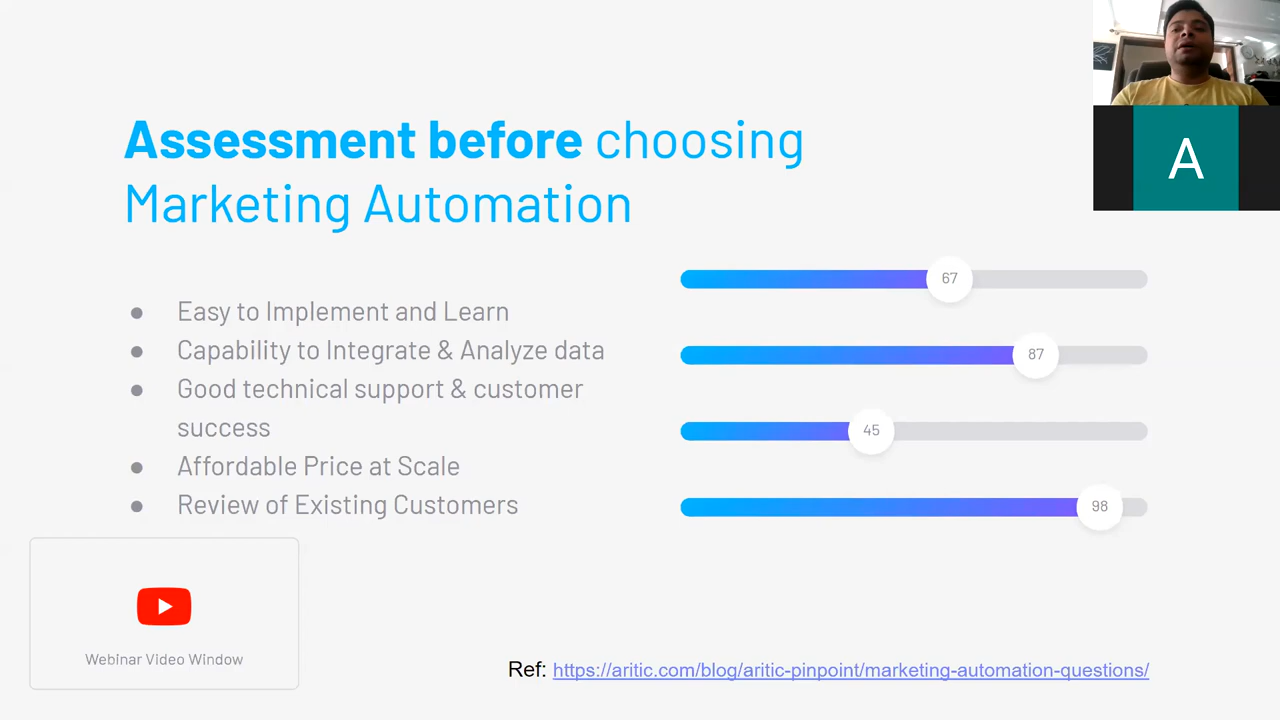 A
Assessment before choosing
Marketing Automation
● Easy to Implement and Learn
● Capability to Integrate & Analyze data
● Good technical support & customer
success
● Affordable Price at Scale
● Review of Existing Customers
67
87
45
98
Webinar Video Window
Ref: https://aritic.com/blog/aritic-pinpoint/marketing-automation-questions/